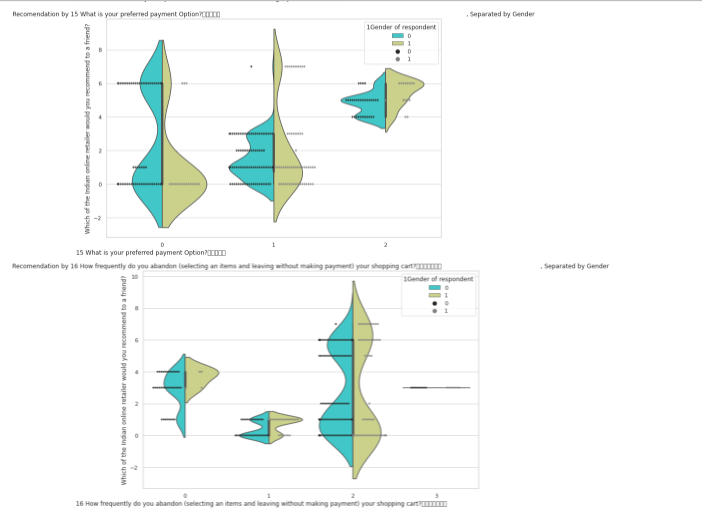 Recomendation by 15 What is your preferred payment Option?□□□□□ , Separated by Gender
Which of the Indian online retailer would you recommend to a friend?
8
6
4
2
0
−2
1Gender of respondent
0
1
0
1
0 1 2
15 What is your preferred payment Option?□□□□□
Recomendation by 16 How frequently do you abandon (selecting an items and leaving without making payment) your shopping cart?□□□□□□□ , Separated by Gender
Which of the Indian online retailer would you recommend to a friend?
10
8
6
4
2
0
−2
1Gender of respondent
0
1
0
1
0 1 2 3
16 How frequently do you abandon (selecting an items and leaving without making payment) your shopping cart?□□□□□□□